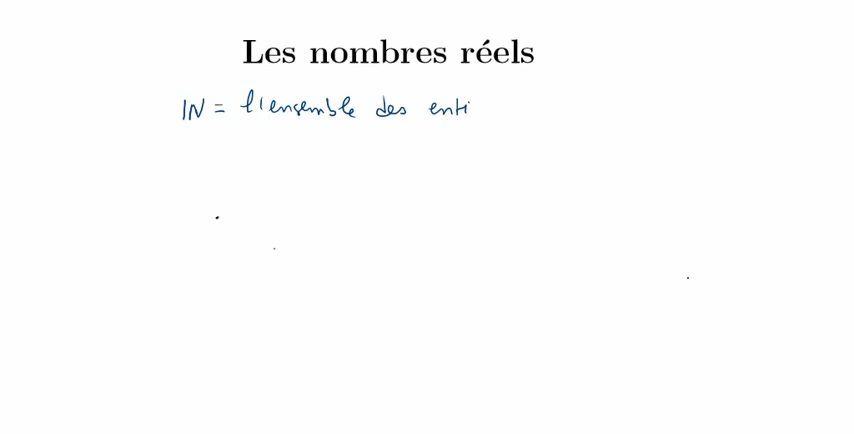 Les nombres réels
IN = l'ensemble des enti